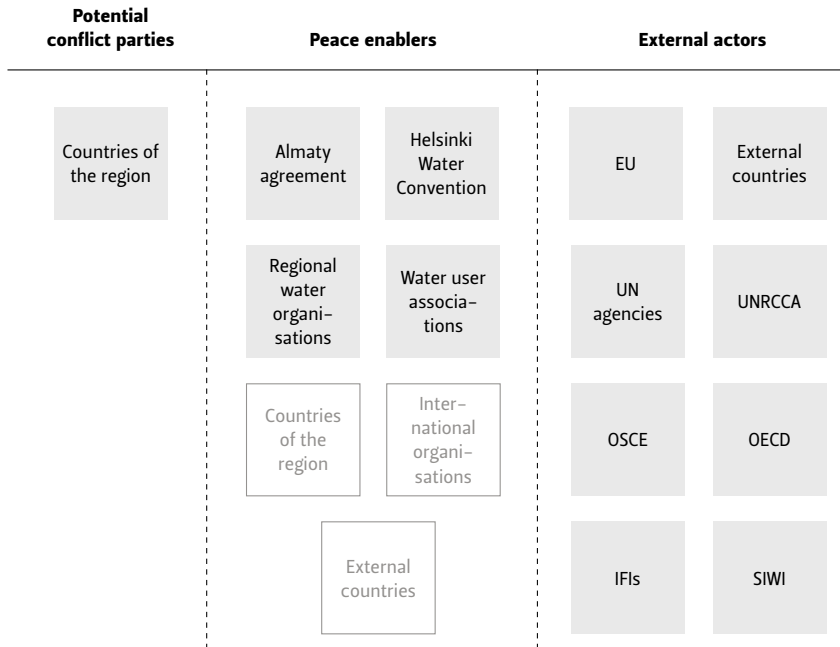 Potential
conflict parties
Peace enablers
External actors
Countries of
the region
Almaty
agreement
Helsinki
Water
Convention
EU
External
countries
Regional
water
organi–
sations
Water user
associa–
tions
UN
agencies
UNRCCA
Countries
of the
region
Inter–
national
organi–
sations
OSCE
OECD
External
countries
IFIs
SIWI